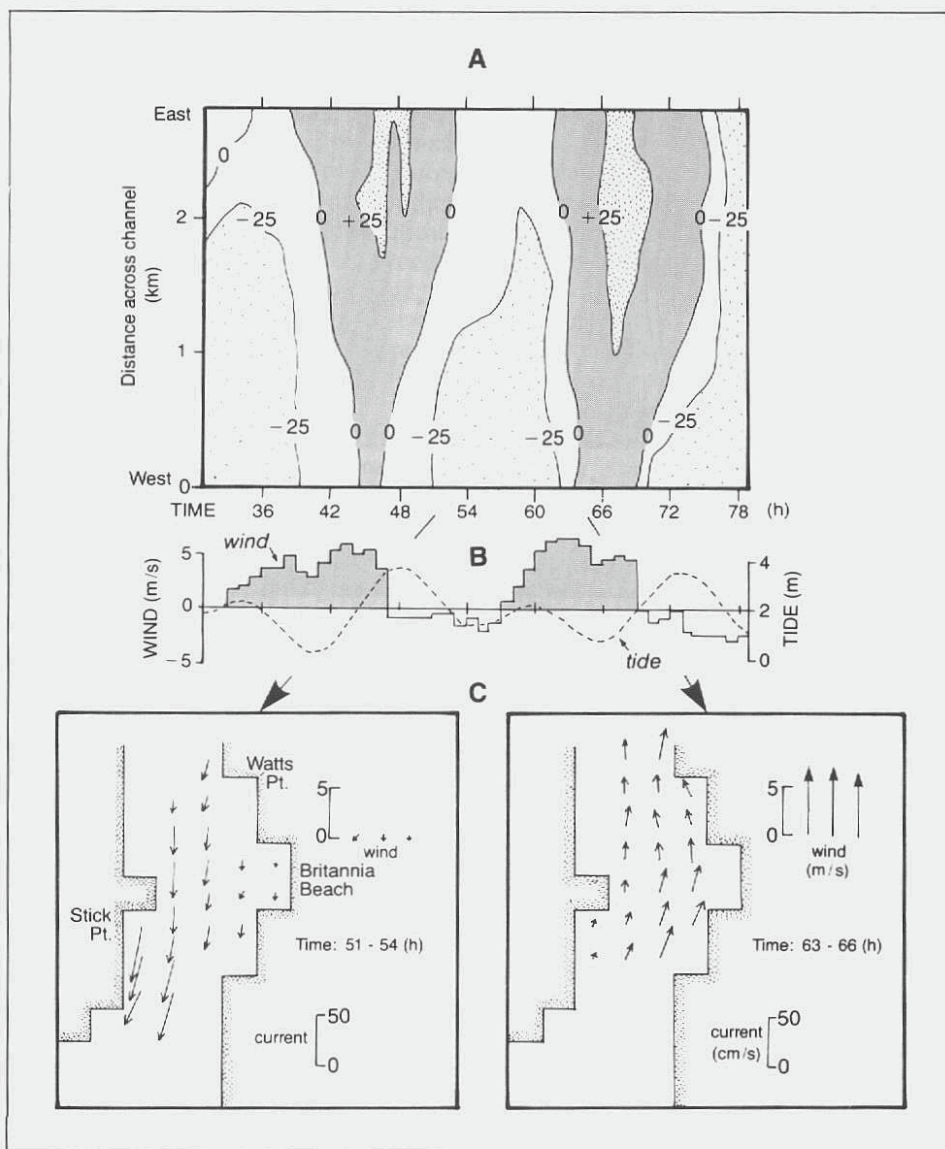 A
East
0
-25
0
+25
0
0
+25
0
-25
2
Distance across channel
(km)
1
-25
0
0
-25
-25
0
0
-25
West
0
TIME
36
42
48
54
60
66
72
78
(h)
B
wind
WIND (m/s)
5
0
-5
4
2
0
TIDE (m)
tide
C
Watts
Pt.
5
0
wind
Britannia
Beach
Stick
Pt.
Time: 51 - 54 (h)
current
50
0
5
0
wind
(m/s)
Time: 63 - 66 (h)
current
(cm/s)
50
0